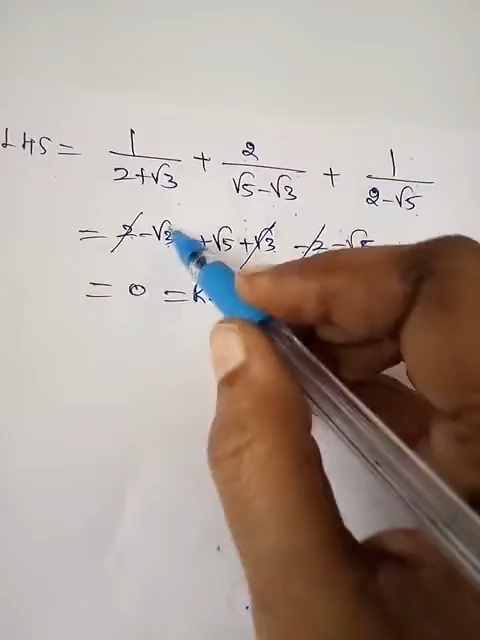 LHS = 1/(2+√3) + 2/(√5-√3) + 1/(2-√5)
= 2-√3 +√5+√3 -2-√5
= 0 =